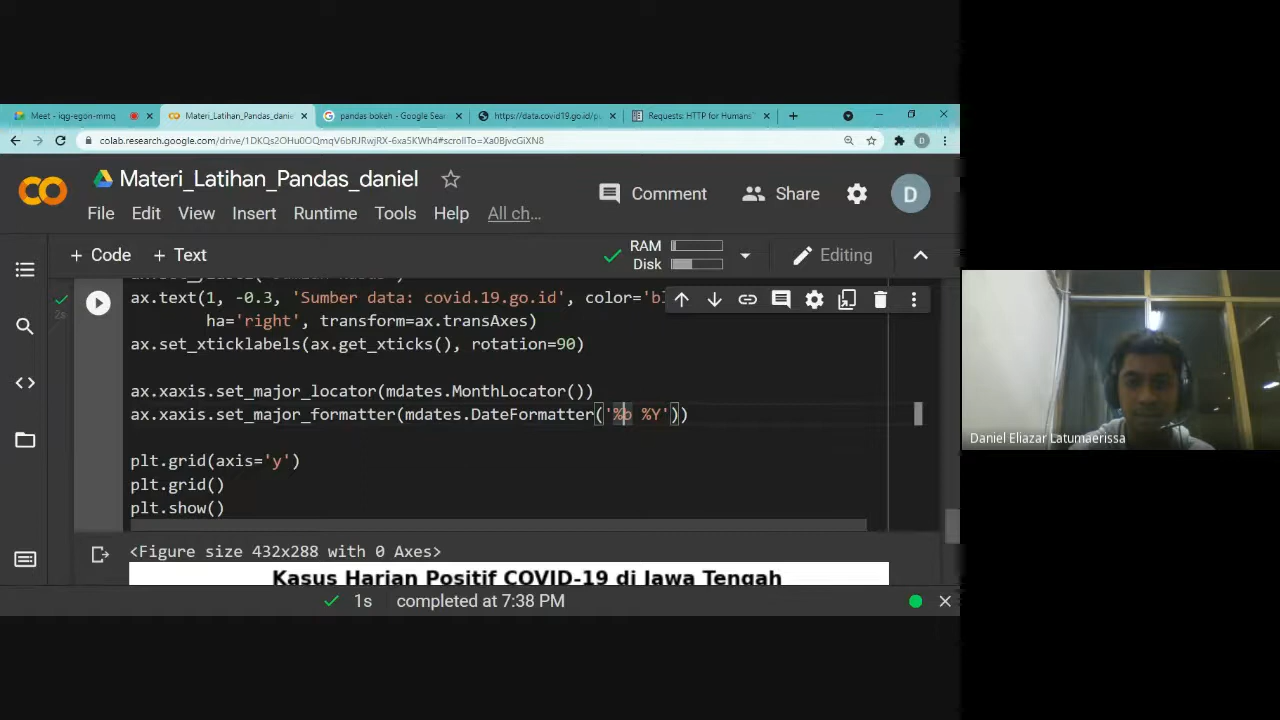 Meet - iqg-egon-mmq
Materi_Latihan_Pandas_danie
pandas bokeh - Google Sea
https://data.covid19.go.id/pu
Requests: HTTP for Humans
colab.research.google.com/drive/1DKQs2OHu0OQmqV6bRJRwjRX-6xa5KWh4#scrollTo=Xa0BjvcGiXN8
D
CO
Materi_Latihan_Pandas_daniel
Comment
Share
D
File Edit View Insert Runtime Tools Help All ch...
+ Code + Text
RAM
Disk
Editing
ax.text(1, -0.3, 'Sumber data: covid.19.go.id', color='bl
ha='right', transform=ax.transAxes)
2s
ax.set_xticklabels(ax.get_xticks(), rotation=90)
ax.xaxis.set_major_locator(mdates.MonthLocator())
ax.xaxis.set_major_formatter(mdates.DateFormatter('%b %Y'))
plt.grid(axis='y')
plt.grid()
plt.show()
<Figure size 432x288 with 0 Axes>
Kasus Harian Positif COVID-19 di Jawa Tengah
1s completed at 7:38 PM
Daniel Eliazar Latumaerissa